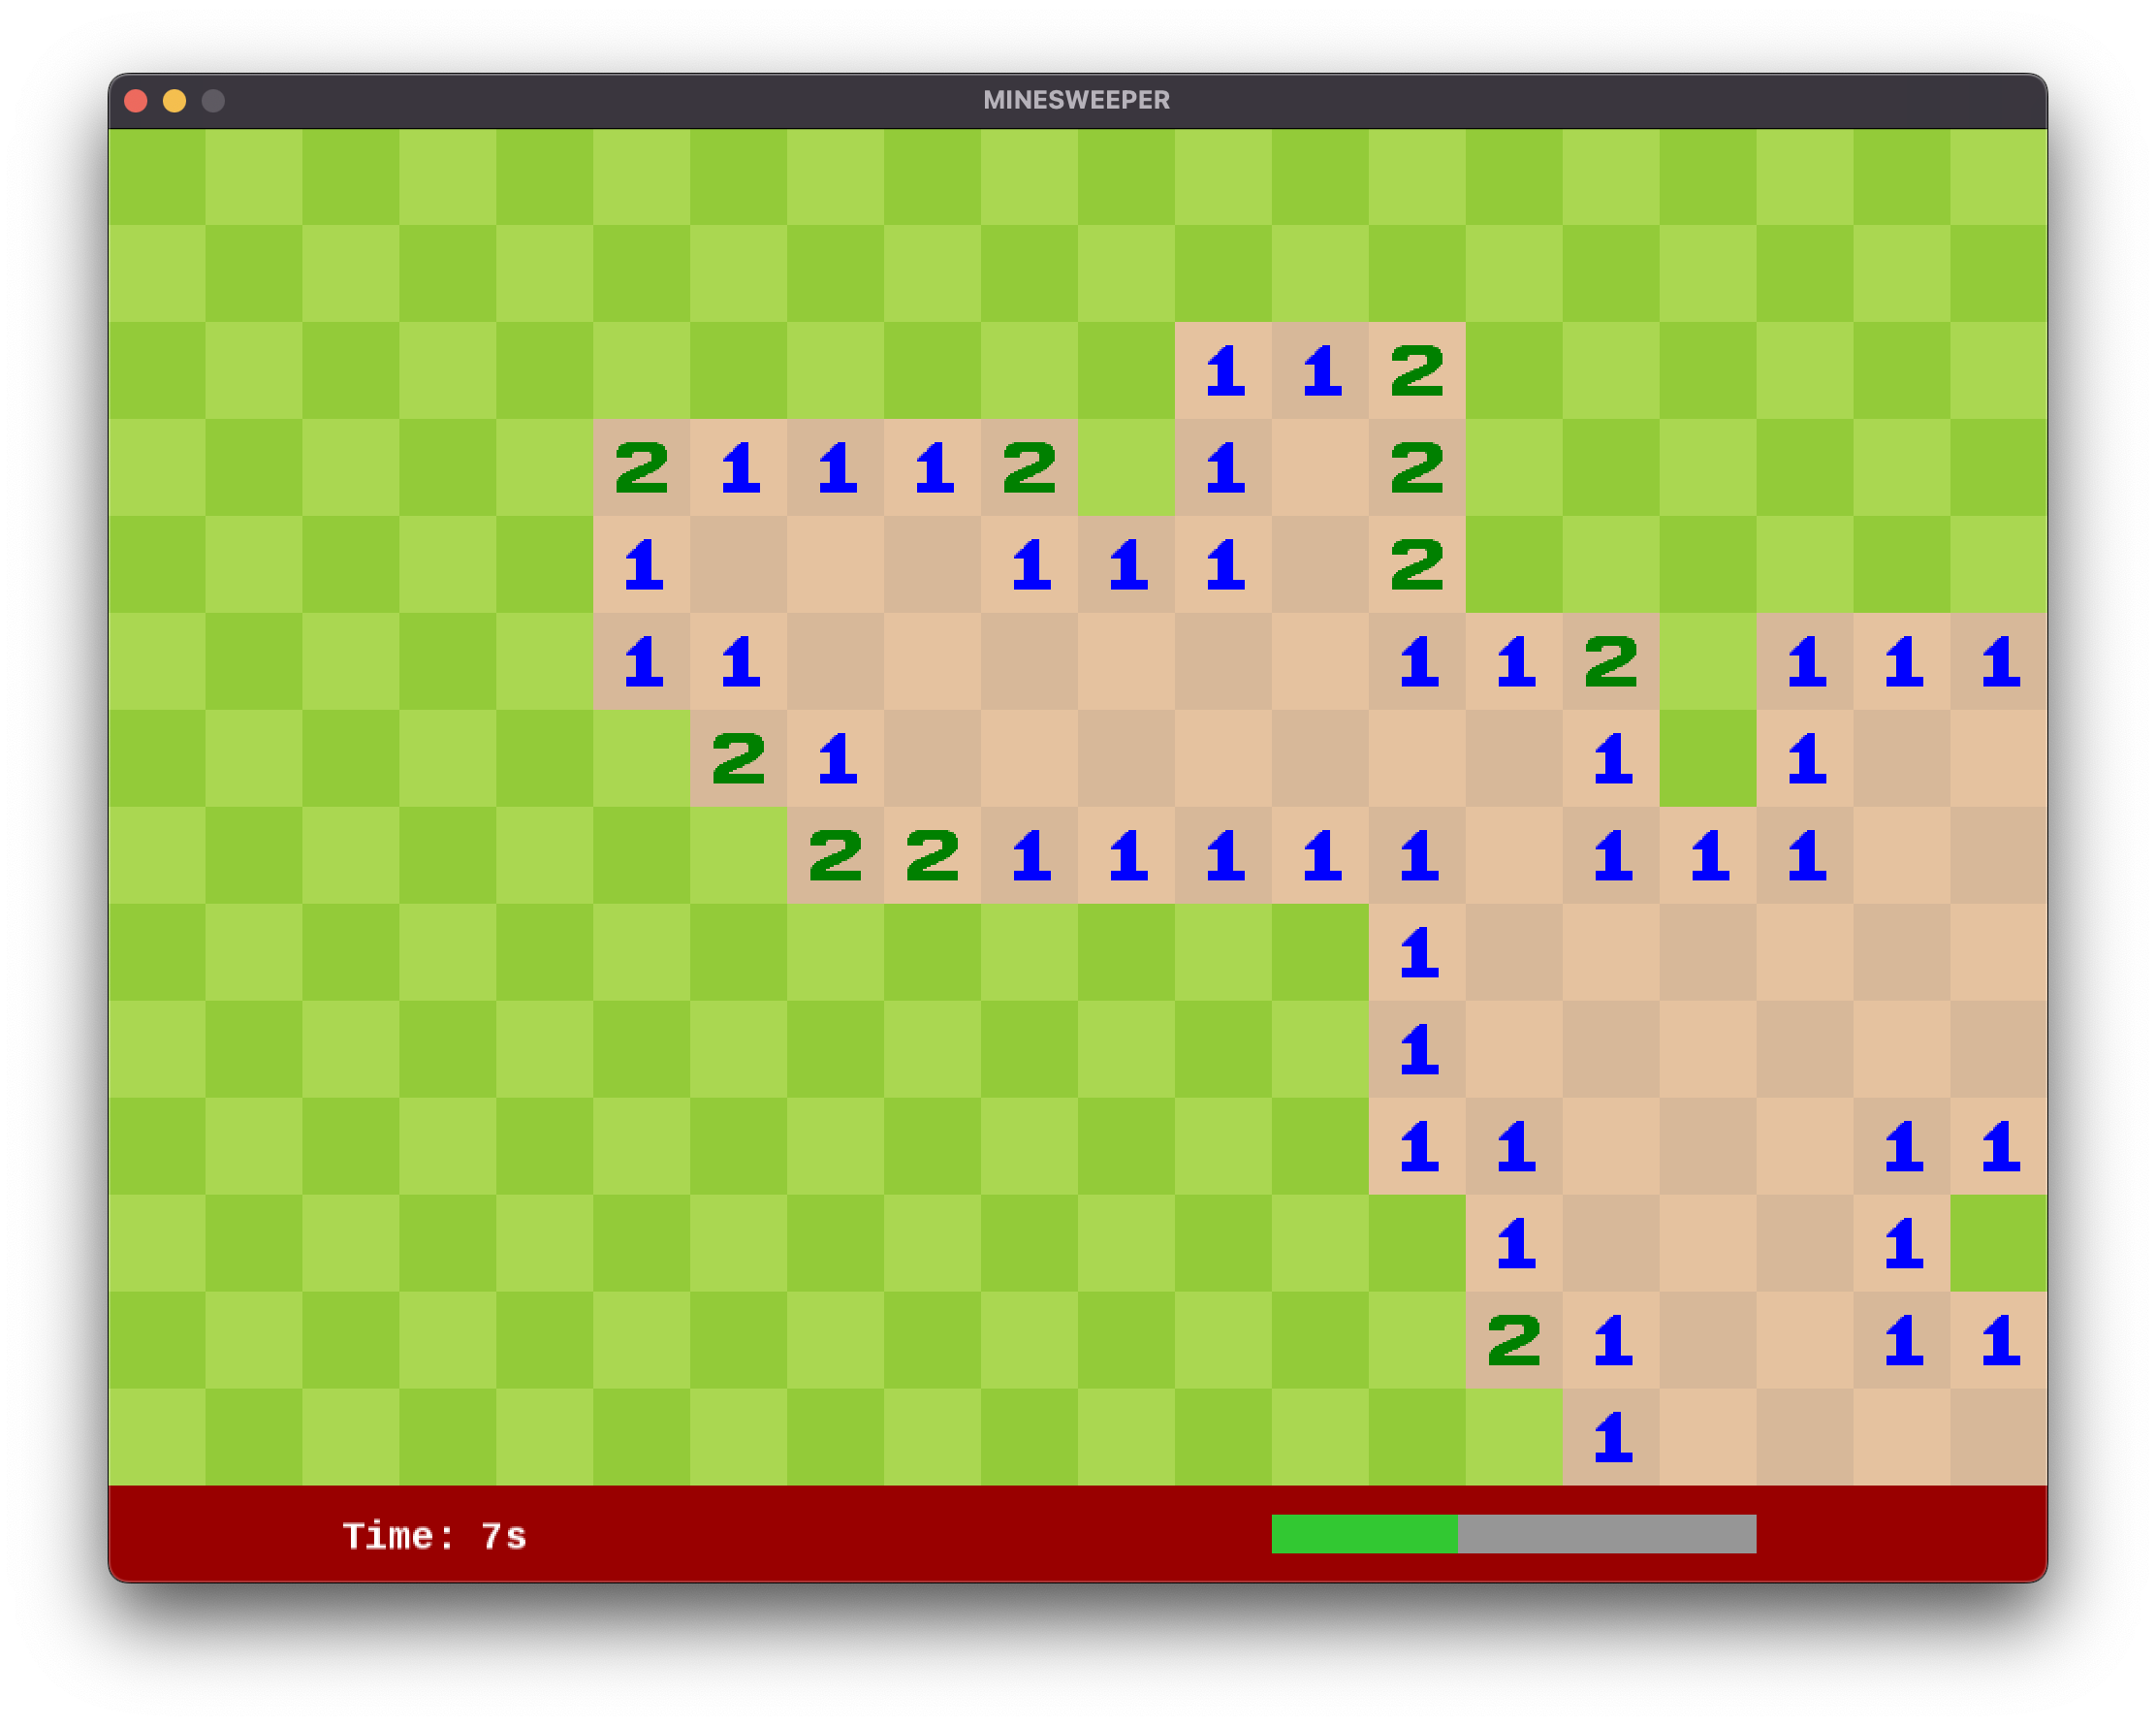 MINESWEEPER
1 1 2
2 1 1 1 2 1 2
1 1 1 1 2
1 1 1 1 2 1 1 1
2 1 1 1
2 2 1 1 1 1 1 1 1 1
1
1
1 1 1 1
1 1
2 1 1 1
1
Time: 7s